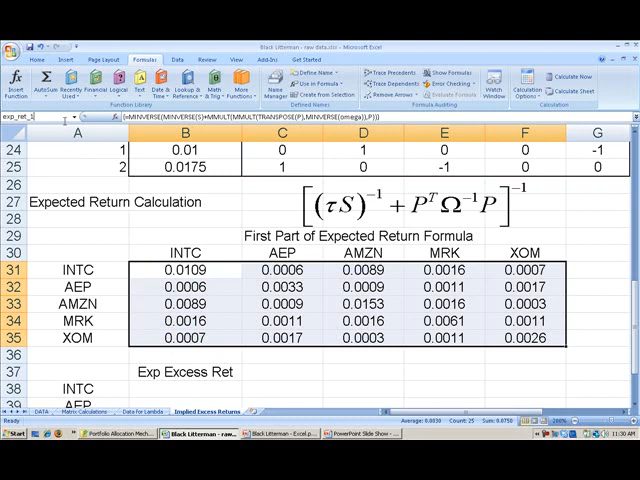 Black Litterman - raw data.xlsx - Microsoft Excel
Home Insert Page Layout Formulas Data Review View Add-Ins Get Started
Insert Function
AutoSum Recently Used Financial Logical Text Date & Time Lookup & Reference Math & Trig More Functions
Function Library
Name Manager
Define Name
Use in Formula
Create from Selection
Defined Names
Trace Precedents
Trace Dependents
Remove Arrows
Show Formulas
Error Checking
Evaluate Formula
Formula Auditing
Watch Window
Calculation Options
Calculate Now
Calculate Sheet
Calculation
exp_ret_1 fx {=MINVERSE(MINVERSE(S)+MMULT(MMULT(TRANSPOSE(P),MINVERSE(omega)),P))}
A B C D E F G
24 1 0.01 0 1 0 0 -1
25 2 0.0175 1 0 -1 0 0
26
27 Expected Return Calculation [(τS)⁻¹ + PᵀΩ⁻¹P]⁻¹
28
29 First Part of Expected Return Formula
30 INTC AEP AMZN MRK XOM
31 INTC 0.0109 0.0006 0.0089 0.0016 0.0007
32 AEP 0.0006 0.0033 0.0009 0.0011 0.0017
33 AMZN 0.0089 0.0009 0.0153 0.0016 0.0003
34 MRK 0.0016 0.0011 0.0016 0.0061 0.0011
35 XOM 0.0007 0.0017 0.0003 0.0011 0.0026
36
37 Exp Excess Ret
38 INTC
39 AEP
DATA Matrix Calculations Data for Lambda Implied Excess Returns
Ready Average: 0.0030 Count: 25 Sum: 0.0750 200%
Start Portfolio Allocation Mech... Black Litterman - raw... Black Litterman - Excel.p... PowerPoint Slide Show - ... 11:30 AM